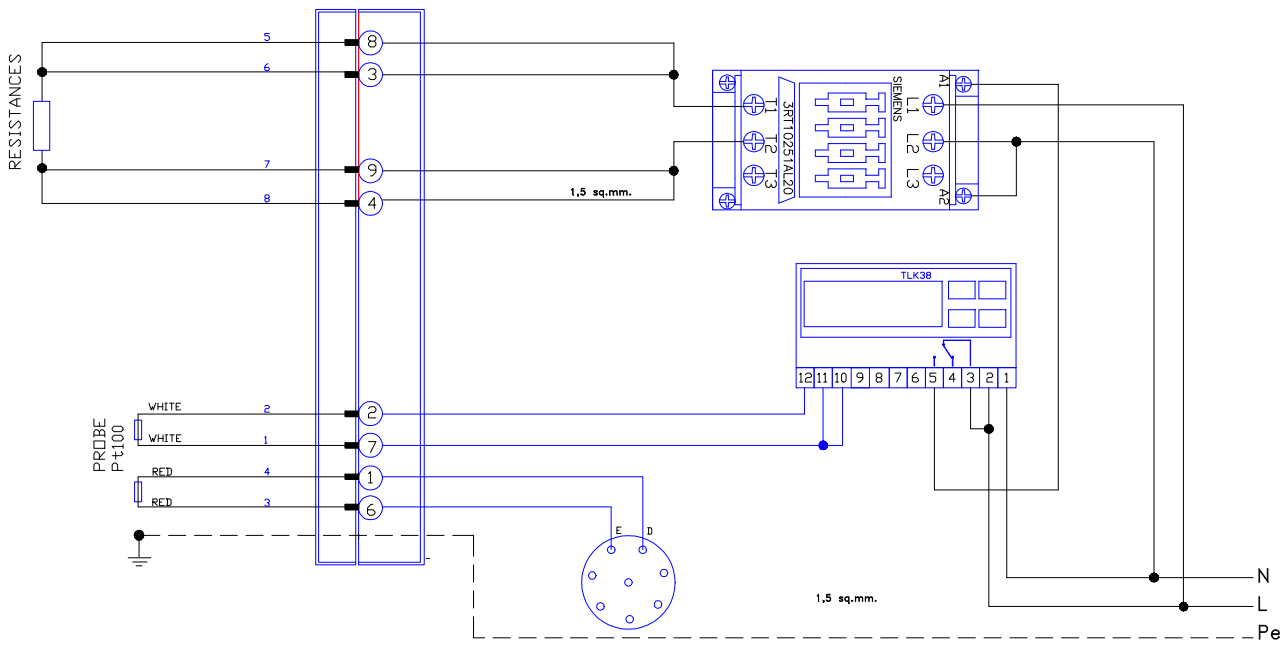 RESISTANCES
5
6
7
8
8
3
9
4
1,5 sq.mm.
T1
T2
T3
3RT10251AL20
SIEMENS
L1
L2
L3
A1
A2
TLK38
12 11 10 9 8 7 6 5 4 3 2 1
PROBE
Pt100
WHITE
2
2
WHITE
1
7
RED
4
1
RED
3
6
E
D
1,5 sq.mm.
N
L
Pe